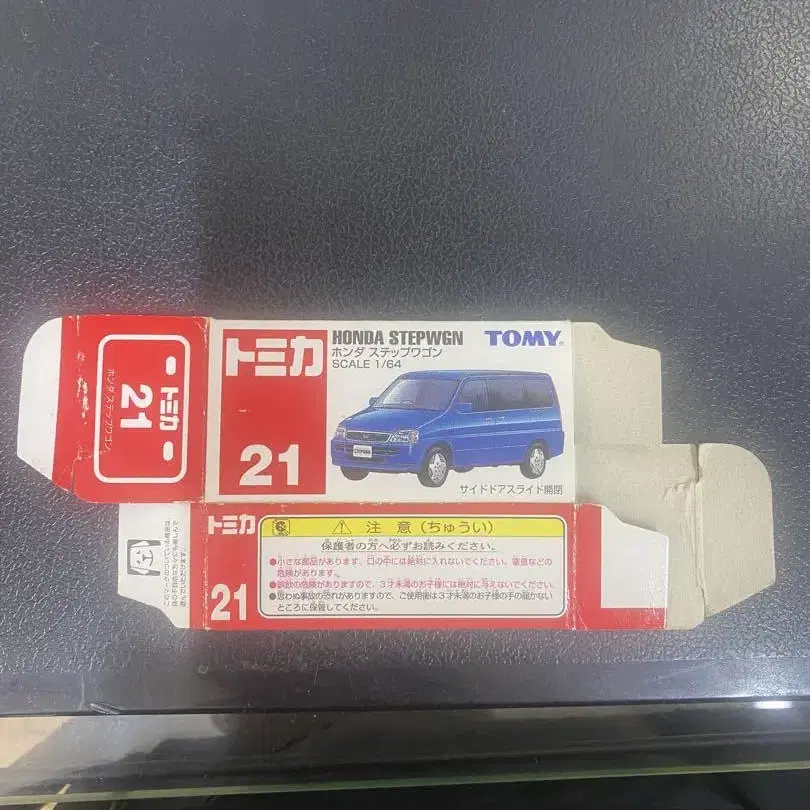 トミカ
21
ホンダ ステップワゴン
トミカ
21
HONDA STEPWGN
ホンダ ステップワゴン
SCALE 1/64
TOMY
STEPWGN
サイドドアスライド開閉
トミカ
21
注 意(ちゅうい)
保護者の方へ必ずお読みください。
●小さな部品があります。口の中には絶対に入れないでください。窒息などの
危険があります。
●誤飲の危険がありますので、3才未満のお子様には絶対に与えないでください。
●思わぬ事故の恐れがありますので、ご使用後は3才未満のお子様の手の届かない
ところに保管してください。